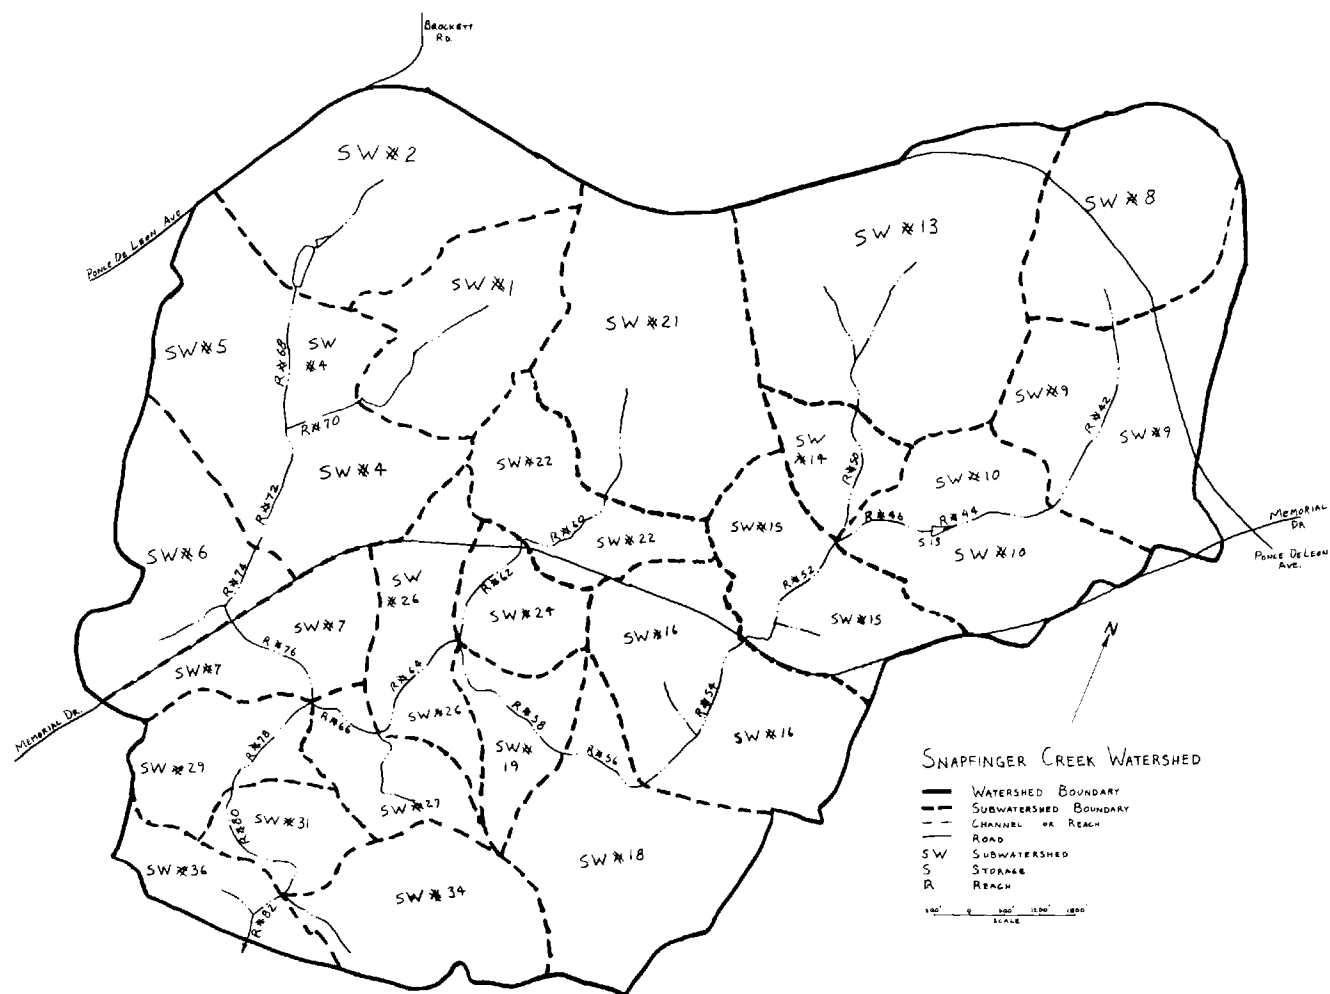 BROCKETT
RD.
SW#2
PONCE DE LEON AVE
SW#8
SW#13
SW#1
SW#21
SW#5
R#68
SW
#4
SW#9
R#42
R#70
SW#9
SW#4
SW#22
SW
#14
R#50
SW#10
R#72
R#60
SW#15
R#46
R#44
S13
MEMORIAL
DR
SW#6
SW#22
SW#10
PONCE DE LEON
AVE.
R#74
SW
#26
R#62
R#52
SW#7
SW#24
SW#16
SW#15
R#76
SW#7
R#64
R#54
MEMORIAL DR.
R#66
SW#26
R#58
SW#16
R#78
SW#
19
R#56
SW#29
SW#27
SW#31
R#80
SW#18
SW#36
SW#34
R#82
N
SNAPFINGER CREEK WATERSHED
WATERSHED BOUNDARY
SUBWATERSHED BOUNDARY
CHANNEL OR REACH
ROAD
SW SUBWATERSHED
S STORAGE
R REACH
0 600' 1200' 1800'
SCALE